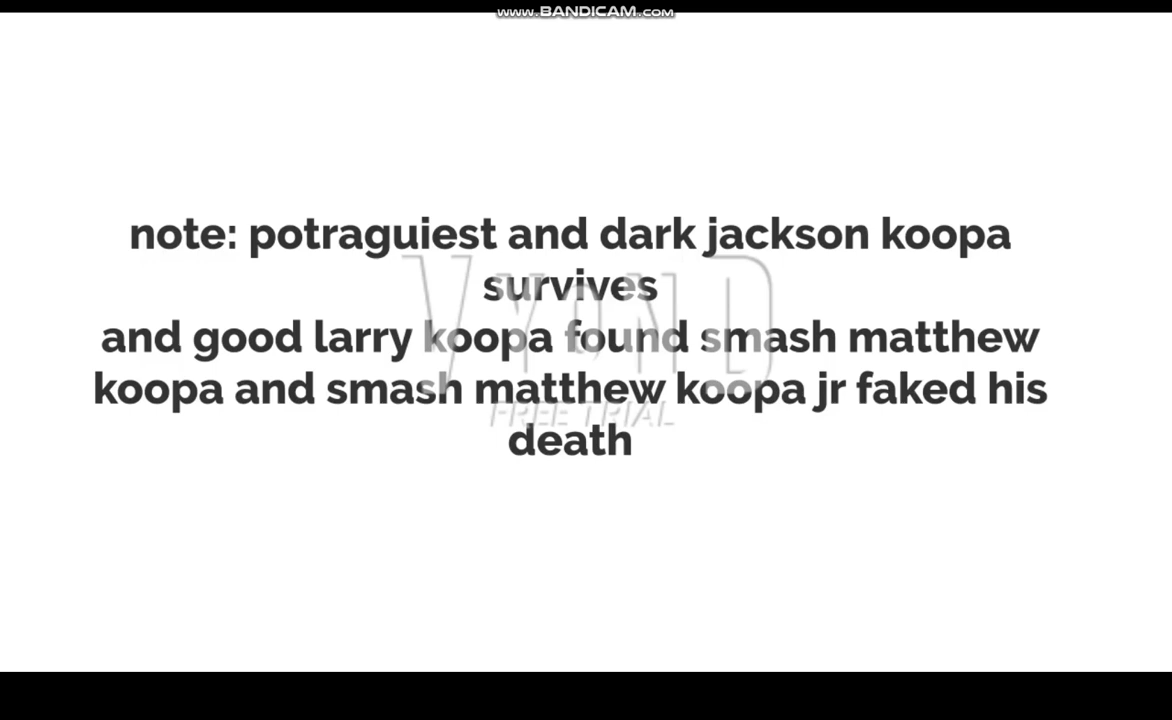 www.BANDICAM.com
note: potraguiest and dark jackson koopa
survives
and good larry koopa found smash matthew
koopa and smash matthew koopa jr faked his
death
VYOND
FREE TRIAL